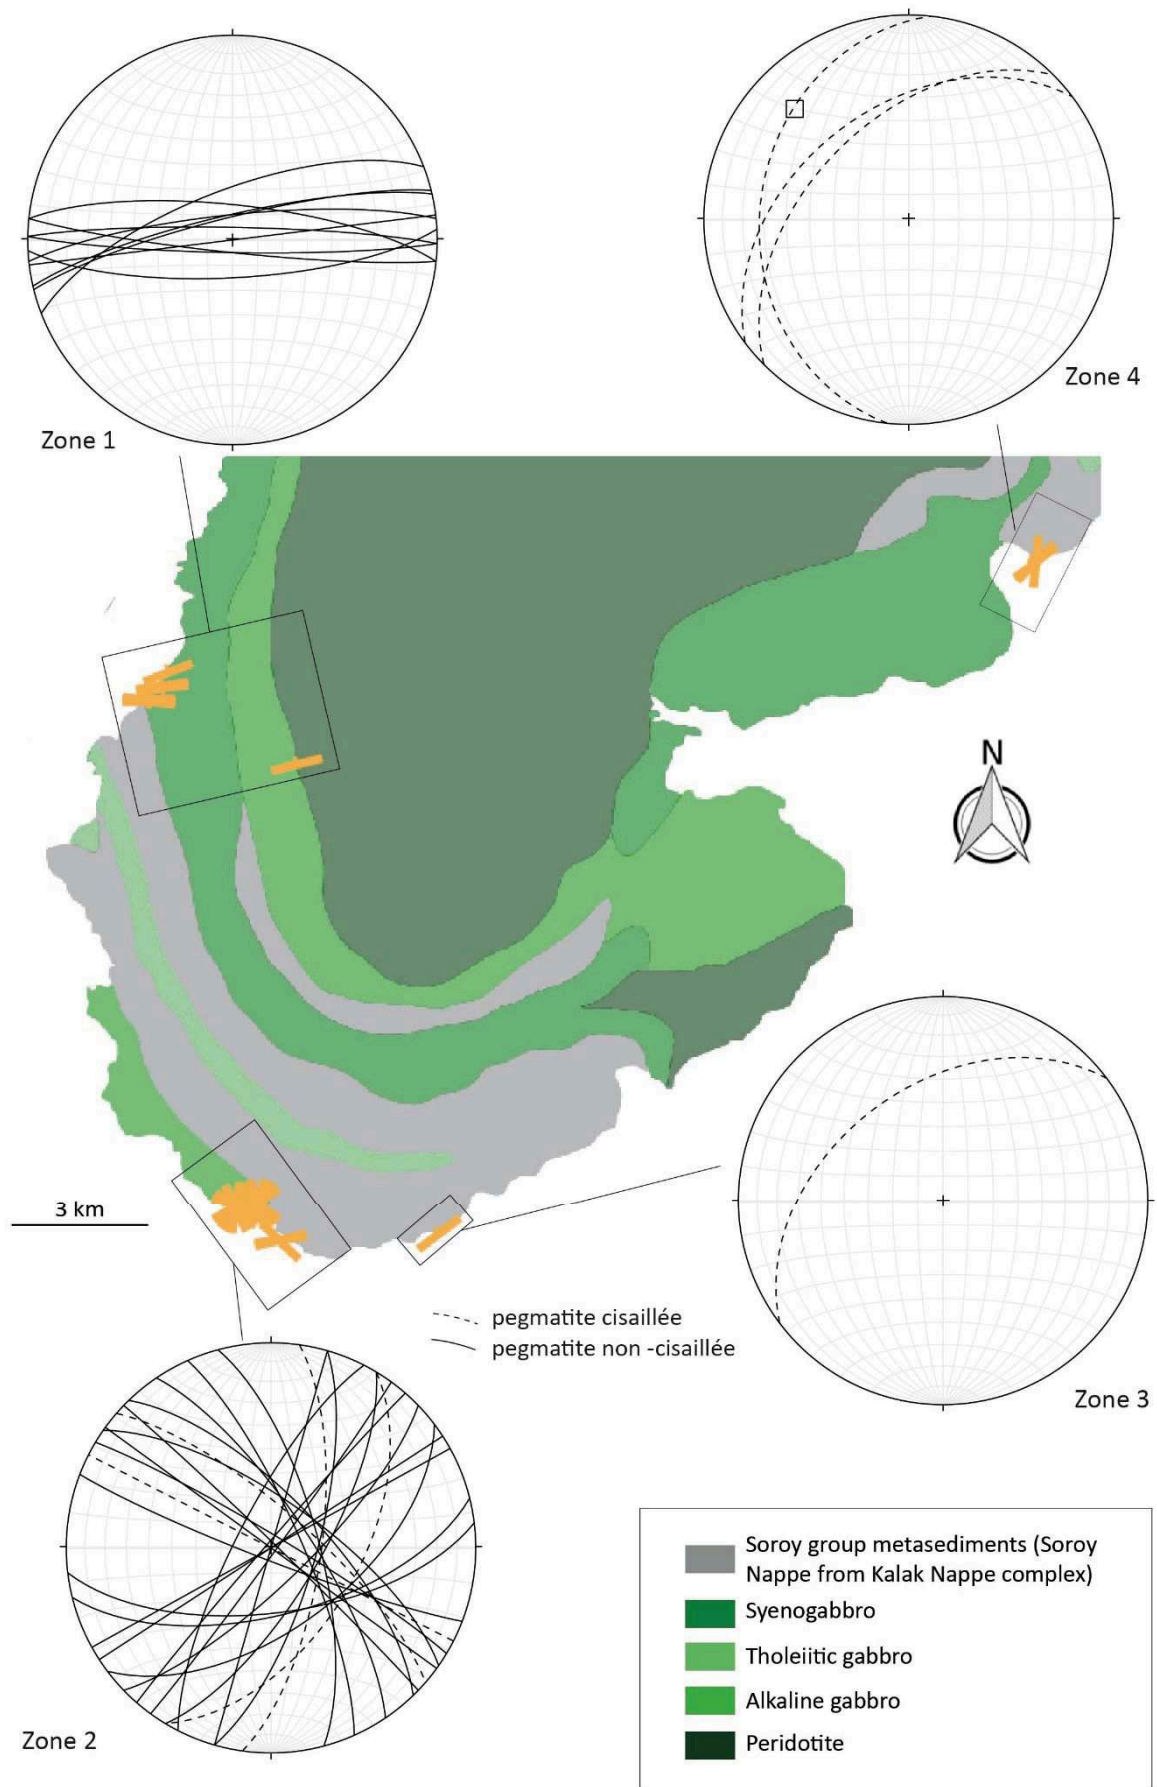 Zone 1
Zone 4
N
3 km
pegmatite cisaillée
pegmatite non -cisaillée
Zone 3
Zone 2
Soroy group metasediments (Soroy
Nappe from Kalak Nappe complex)
Syenogabbro
Tholeiitic gabbro
Alkaline gabbro
Peridotite